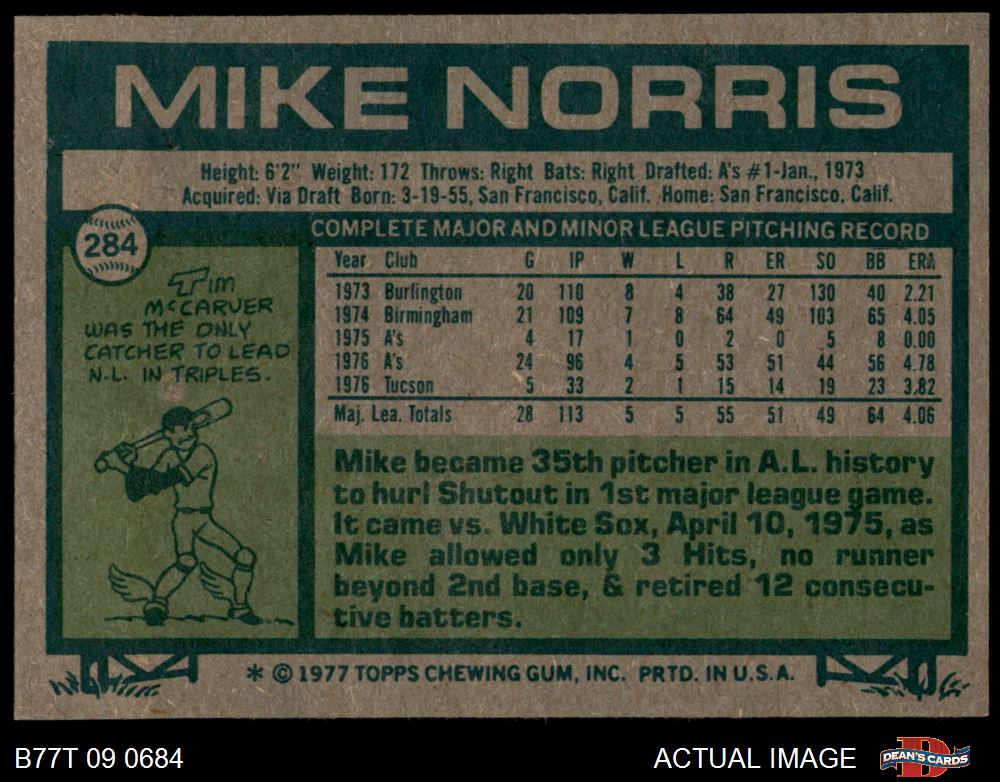 MIKE NORRIS
Height: 6'2" Weight: 172 Throws: Right Bats: Right Drafted: A's #1-Jan., 1973
Acquired: Via Draft Born: 3-19-55, San Francisco, Calif. Home: San Francisco, Calif.
284
COMPLETE MAJOR AND MINOR LEAGUE PITCHING RECORD
Year Club G IP W L R ER SO BB ERA
1973 Burlington 20 110 8 4 38 27 130 40 2.21
1974 Birmingham 21 109 7 8 64 49 103 65 4.05
1975 A's 4 17 1 0 2 0 5 8 0.00
1976 A's 24 96 4 5 53 51 44 56 4.78
1976 Tucson 5 33 2 1 15 14 19 23 3.82
Maj. Lea. Totals 28 113 5 5 55 51 49 64 4.06
TIM
McCARVER
WAS THE ONLY
CATCHER TO LEAD
N.L. IN TRIPLES.
Mike became 35th pitcher in A.L. history
to hurl Shutout in 1st major league game.
It came vs. White Sox, April 10, 1975, as
Mike allowed only 3 Hits, no runner
beyond 2nd base, & retired 12 consecu-
tive batters.
* © 1977 TOPPS CHEWING GUM, INC. PRTD. IN U.S.A.
B77T 09 0684
ACTUAL IMAGE
DEAN'S CARDS